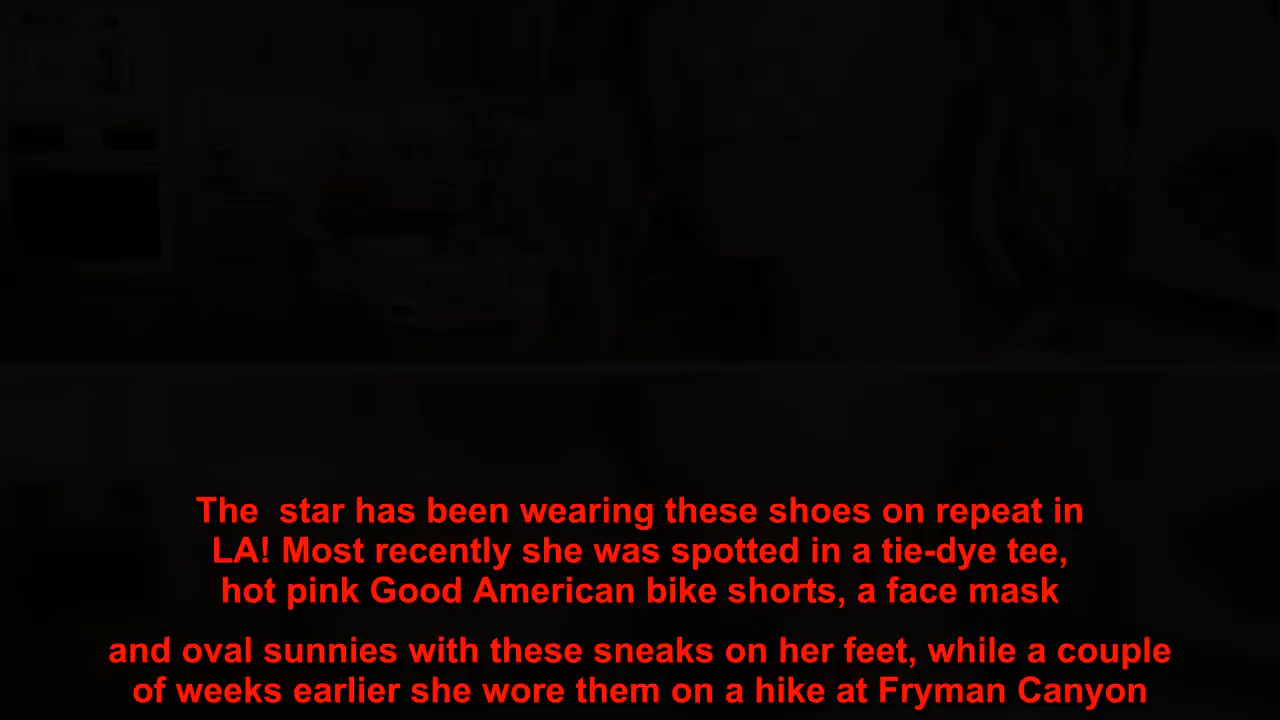 The  star has been wearing these shoes on repeat in
LA! Most recently she was spotted in a tie-dye tee,
hot pink Good American bike shorts, a face mask
and oval sunnies with these sneaks on her feet, while a couple
of weeks earlier she wore them on a hike at Fryman Canyon